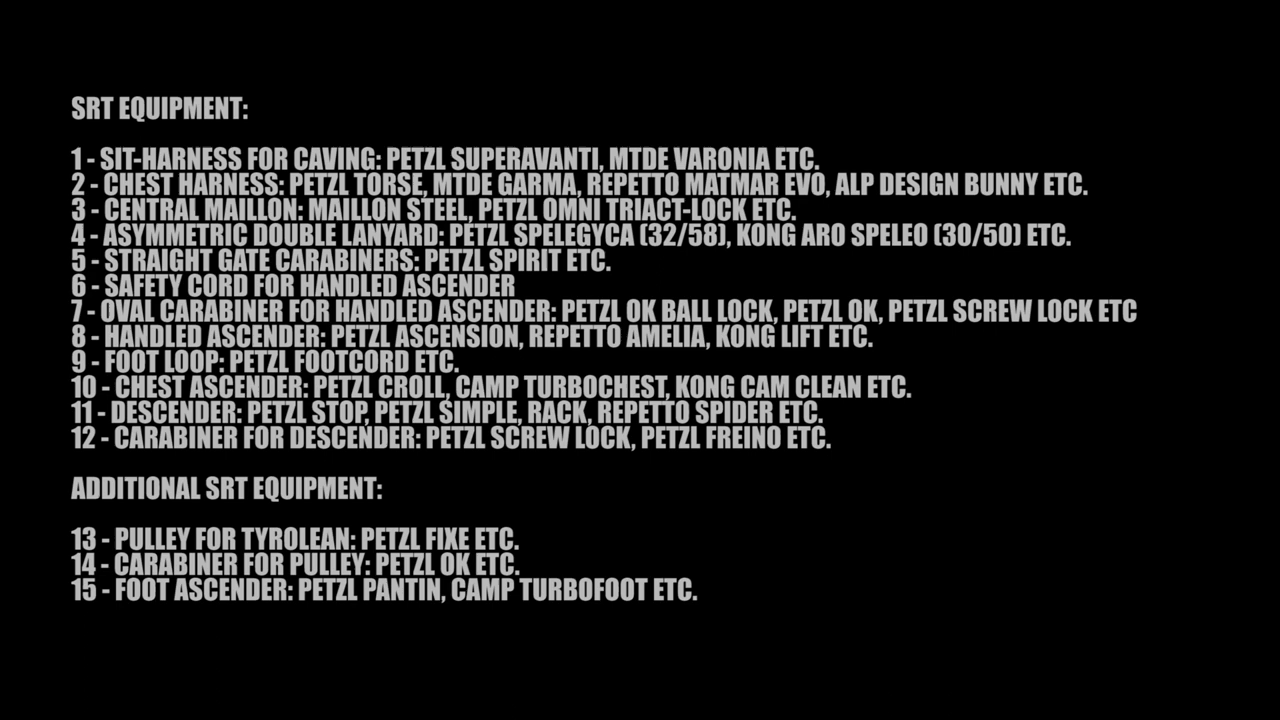 SRT EQUIPMENT:
1 - SIT-HARNESS FOR CAVING: PETZL SUPERAVANTI, MTDE VARONIA ETC.
2 - CHEST HARNESS: PETZL TORSE, MTDE GARMA, REPETTO MATMAR EVO, ALP DESIGN BUNNY ETC.
3 - CENTRAL MAILLON: MAILLON STEEL, PETZL OMNI TRIACT-LOCK ETC.
4 - ASYMMETRIC DOUBLE LANYARD: PETZL SPELEGYCA (32/58), KONG ARO SPELEO (30/50) ETC.
5 - STRAIGHT GATE CARABINERS: PETZL SPIRIT ETC.
6 - SAFETY CORD FOR HANDLED ASCENDER
7 - OVAL CARABINER FOR HANDLED ASCENDER: PETZL OK BALL LOCK, PETZL OK, PETZL SCREW LOCK ETC
8 - HANDLED ASCENDER: PETZL ASCENSION, REPETTO AMELIA, KONG LIFT ETC.
9 - FOOT LOOP: PETZL FOOTCORD ETC.
10 - CHEST ASCENDER: PETZL CROLL, CAMP TURBOCHEST, KONG CAM CLEAN ETC.
11 - DESCENDER: PETZL STOP, PETZL SIMPLE, RACK, REPETTO SPIDER ETC.
12 - CARABINER FOR DESCENDER: PETZL SCREW LOCK, PETZL FREINO ETC.
ADDITIONAL SRT EQUIPMENT:
13 - PULLEY FOR TYROLEAN: PETZL FIXE ETC.
14 - CARABINER FOR PULLEY: PETZL OK ETC.
15 - FOOT ASCENDER: PETZL PANTIN, CAMP TURBOFOOT ETC.